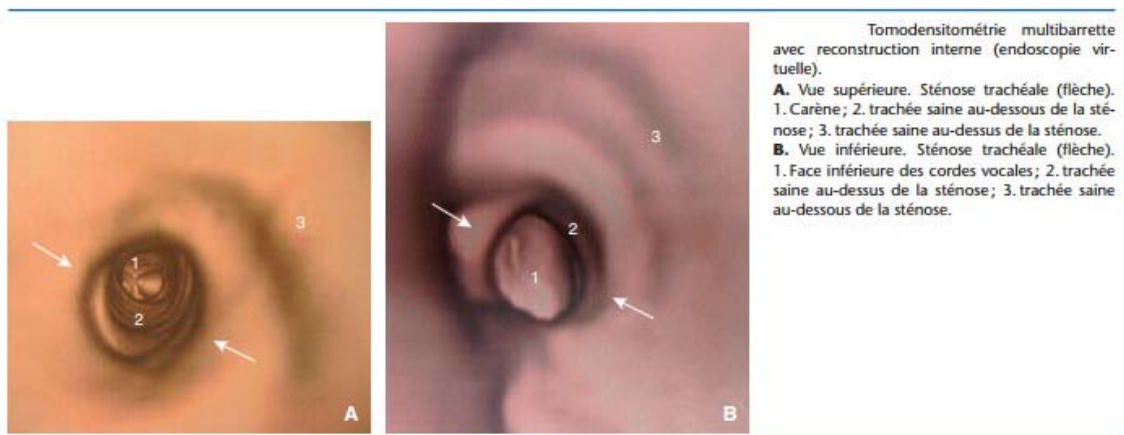 Tomodensitométrie multibarrette
avec reconstruction interne (endoscopie vir-
tuelle).
A. Vue supérieure. Sténose trachéale (flèche).
1. Carène ; 2. trachée saine au-dessous de la sté-
nose ; 3. trachée saine au-dessus de la sténose.
B. Vue inférieure. Sténose trachéale (flèche).
1. Face inférieure des cordes vocales ; 2. trachée
saine au-dessus de la sténose ; 3. trachée saine
au-dessous de la sténose.
3
1
2
A
3
2
1
B